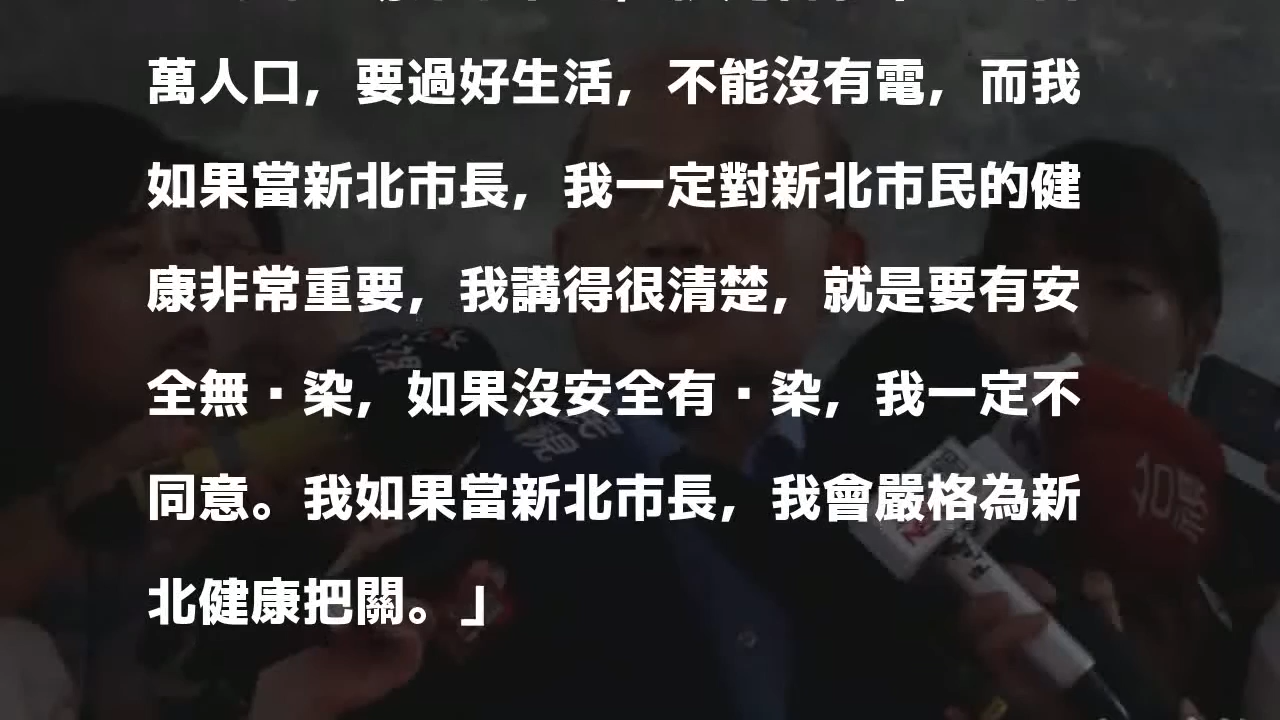 萬人口，要過好生活，不能沒有電，而我
如果當新北市長，我一定對新北市民的健
康非常重要，我講得很清楚，就是要有安
全無·染，如果沒安全有·染，我一定不
同意。我如果當新北市長，我會嚴格為新
北健康把關。」
民視
台視